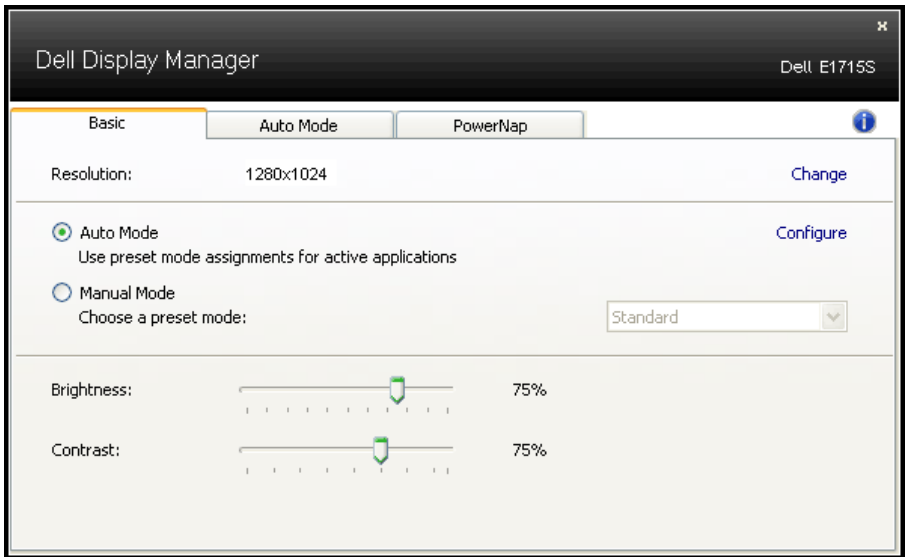 x
Dell Display Manager
Dell E1715S
Basic
Auto Mode
PowerNap
i
Resolution:
1280x1024
Change
Auto Mode
Configure
Use preset mode assignments for active applications
Manual Mode
Choose a preset mode:
Standard
Brightness:
75%
Contrast:
75%